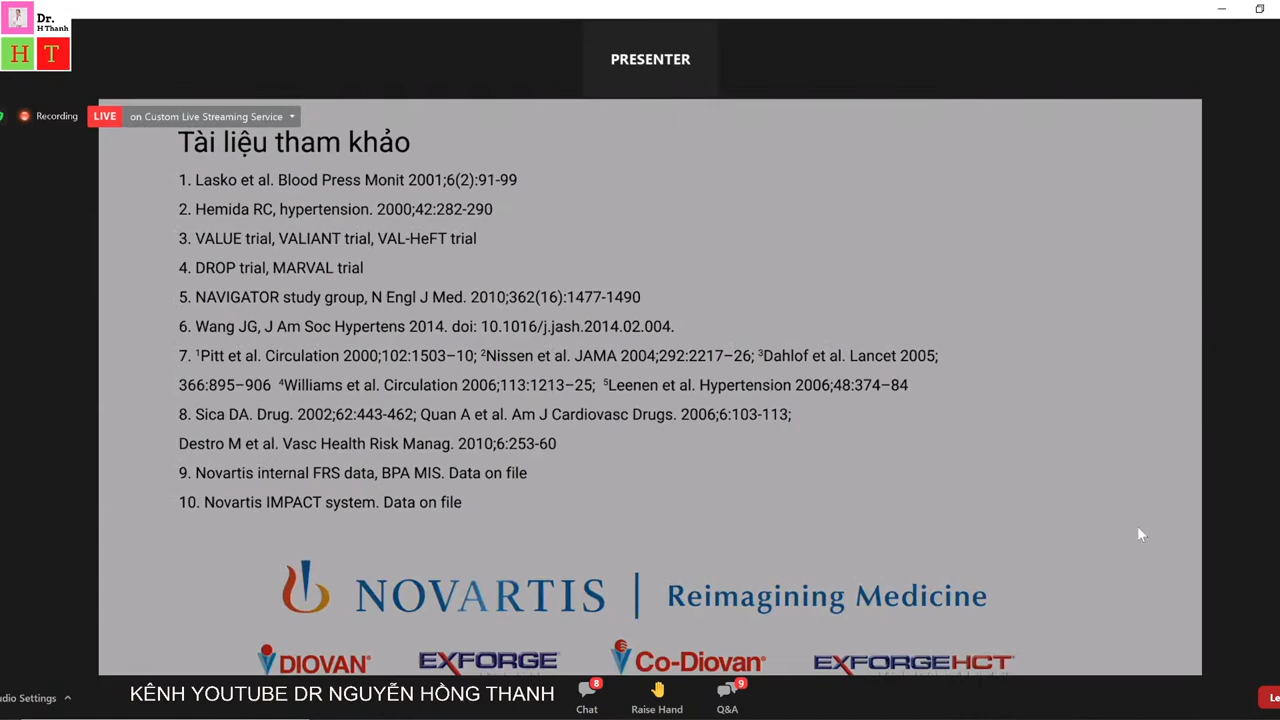 Dr.
H Thanh
H T
PRESENTER
Recording
LIVE on Custom Live Streaming Service
Tài liệu tham khảo
1. Lasko et al. Blood Press Monit 2001;6(2):91-99
2. Hemida RC, hypertension. 2000;42:282-290
3. VALUE trial, VALIANT trial, VAL-HeFT trial
4. DROP trial, MARVAL trial
5. NAVIGATOR study group, N Engl J Med. 2010;362(16):1477-1490
6. Wang JG, J Am Soc Hypertens 2014. doi: 10.1016/j.jash.2014.02.004.
7. ¹Pitt et al. Circulation 2000;102:1503–10; ²Nissen et al. JAMA 2004;292:2217–26; ³Dahlof et al. Lancet 2005;
366:895–906 ⁴Williams et al. Circulation 2006;113:1213–25; ⁵Leenen et al. Hypertension 2006;48:374–84
8. Sica DA. Drug. 2002;62:443-462; Quan A et al. Am J Cardiovasc Drugs. 2006;6:103-113;
Destro M et al. Vasc Health Risk Manag. 2010;6:253-60
9. Novartis internal FRS data, BPA MIS. Data on file
10. Novartis IMPACT system. Data on file
NOVARTIS | Reimagining Medicine
DIOVAN EXFORGE Co-Diovan EXFORGE HCT
KÊNH YOUTUBE DR NGUYỄN HỒNG THANH
8 9
udio Settings Chat Raise Hand Q&A Le